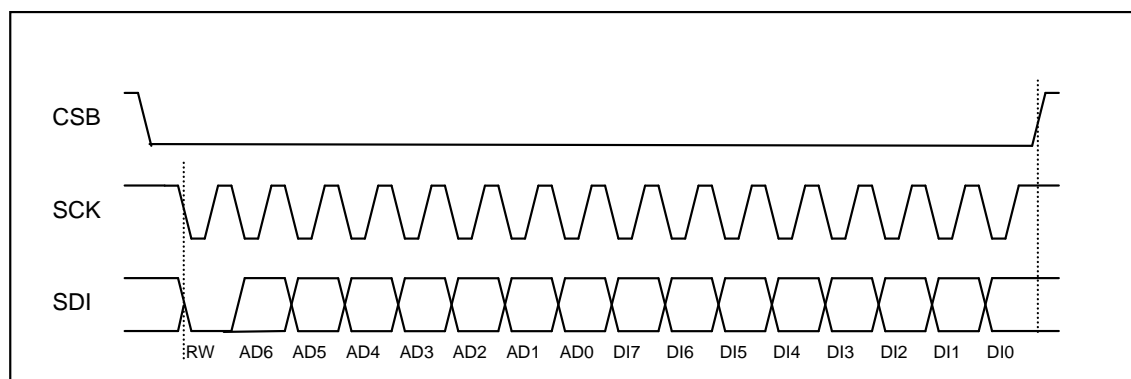 CSB
SCK
SDI
RW AD6 AD5 AD4 AD3 AD2 AD1 AD0 DI7 DI6 DI5 DI4 DI3 DI2 DI1 DI0